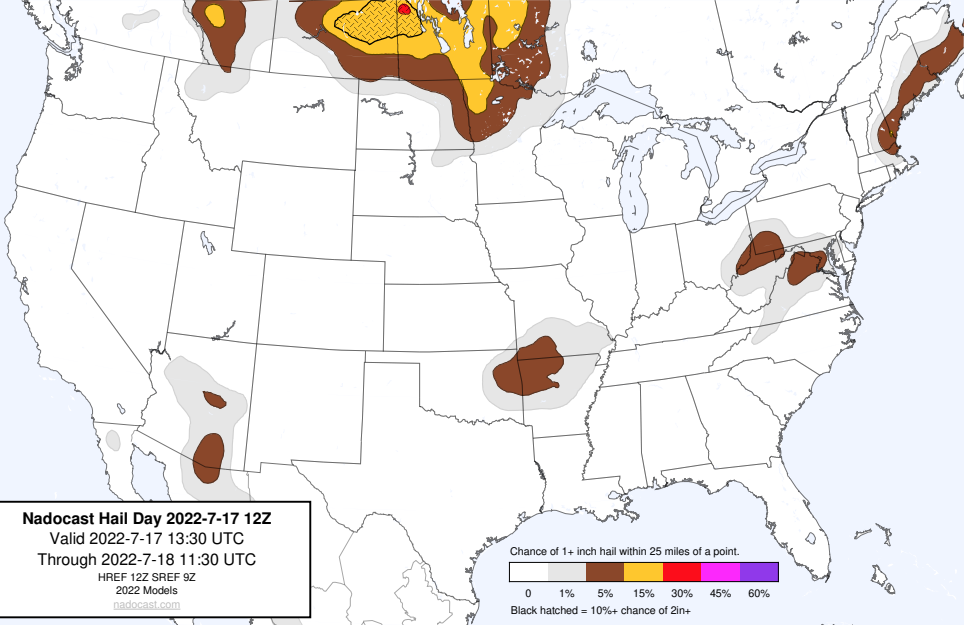 Nadocast Hail Day 2022-7-17 12Z
Valid 2022-7-17 13:30 UTC
Through 2022-7-18 11:30 UTC
HREF 12Z SREF 9Z
2022 Models
nadocast.com
Chance of 1+ inch hail within 25 miles of a point.
0 1% 5% 15% 30% 45% 60%
Black hatched = 10%+ chance of 2in+